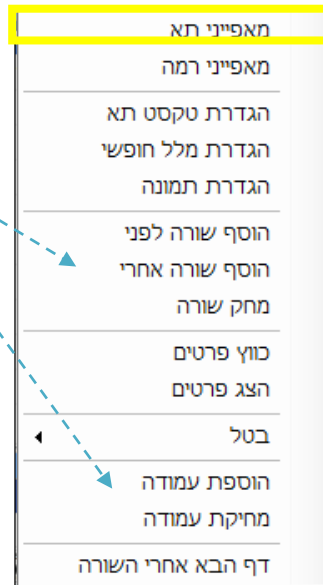 מאפייני תא
מאפייני רמה
הגדרת טקסט תא
הגדרת מלל חופשי
הגדרת תמונה
הוסף שורה לפני
הוסף שורה אחרי
מחק שורה
כווץ פרטים
הצג פרטים
בטל
הוספת עמודה
מחיקת עמודה
דף הבא אחרי השורה